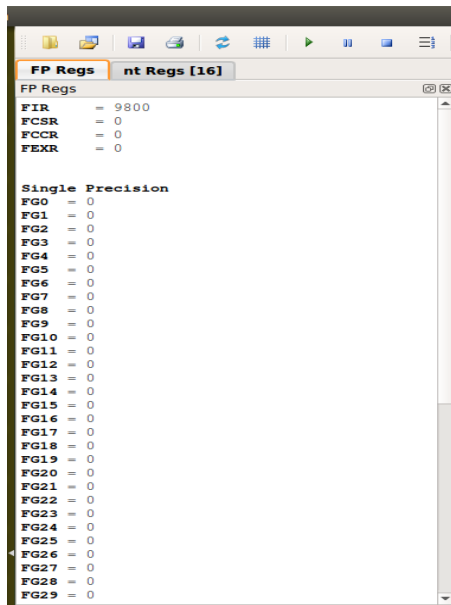 FP Regs nt Regs [16]
FP Regs
FIR = 9800
FCSR = 0
FCCR = 0
FEXR = 0
Single Precision
FG0 = 0
FG1 = 0
FG2 = 0
FG3 = 0
FG4 = 0
FG5 = 0
FG6 = 0
FG7 = 0
FG8 = 0
FG9 = 0
FG10 = 0
FG11 = 0
FG12 = 0
FG13 = 0
FG14 = 0
FG15 = 0
FG16 = 0
FG17 = 0
FG18 = 0
FG19 = 0
FG20 = 0
FG21 = 0
FG22 = 0
FG23 = 0
FG24 = 0
FG25 = 0
FG26 = 0
FG27 = 0
FG28 = 0
FG29 = 0